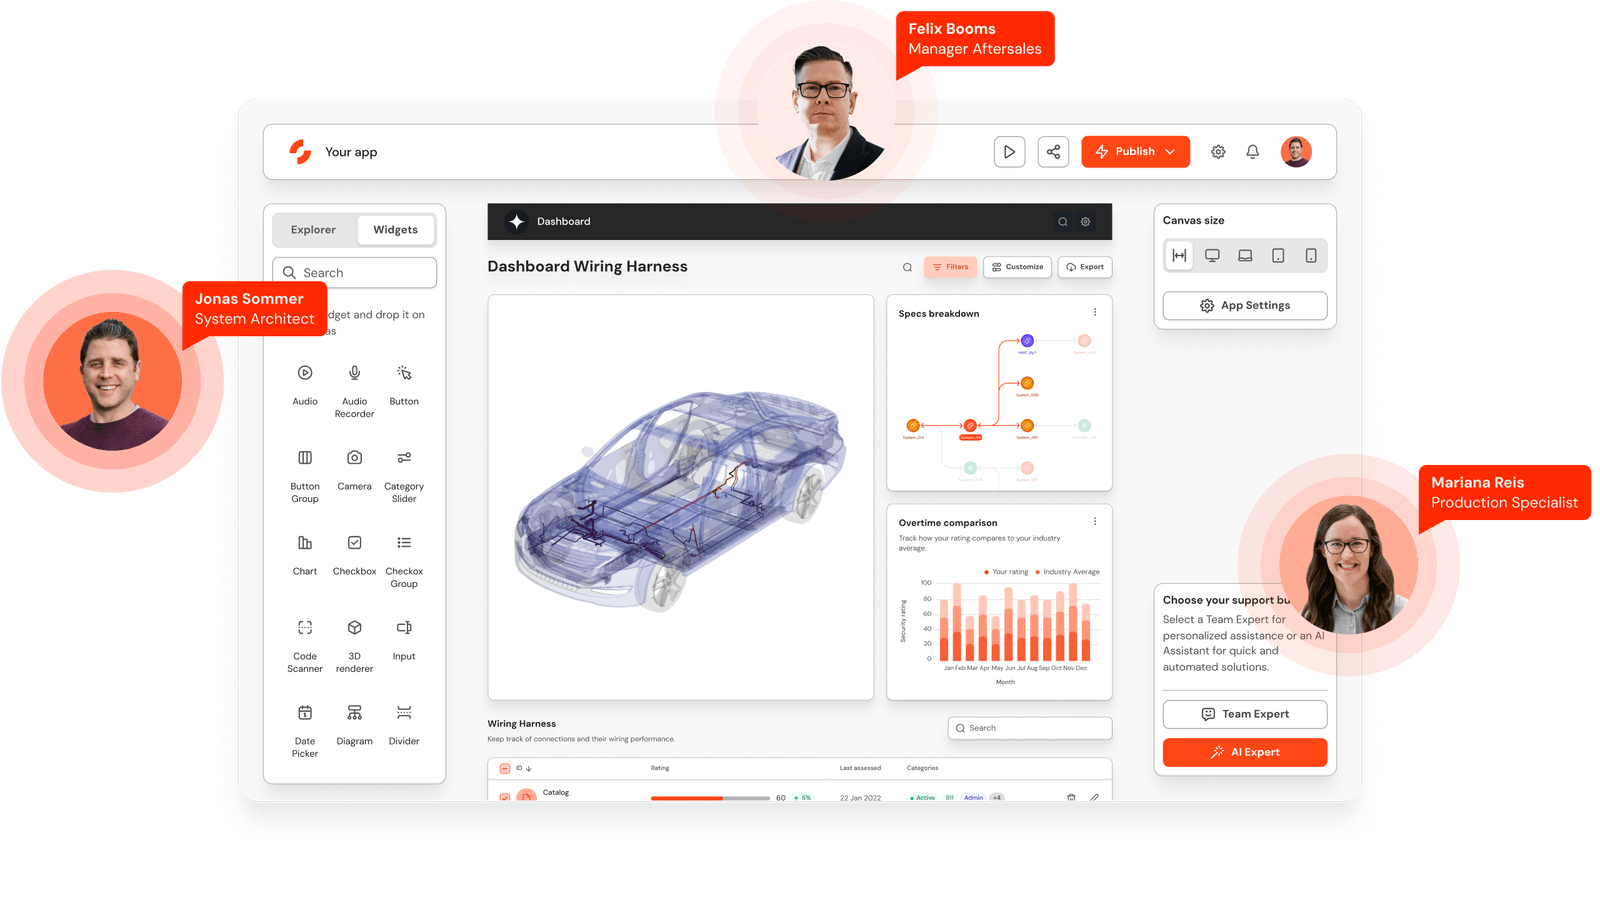 Felix Booms
Manager Aftersales
Your app
Publish
Jonas Sommer
System Architect
Explorer
Widgets
Search
dget and drop it on
as
Audio
Audio
Recorder
Button
Button
Group
Camera
Category
Slider
Chart
Checkbox
Checkox
Group
Code
Scanner
3D
renderer
Input
Date
Picker
Diagram
Divider
Dashboard
Dashboard Wiring Harness
Filters
Customize
Export
Specs breakdown
Overtime comparison
Track how your rating compares to your industry
average.
Your rating
Industry Average
Security rating
100
80
60
40
20
0
Jan Feb Mar Apr May Jun Jul Aug Sep Oct Nov Dec
Month
Wiring Harness
Keep track of connections and their wiring performance.
Search
ID
Rating
Last assessed
Categories
Catalog
60
5%
22 Jan 2022
Active
911
Admin
+4
Canvas size
App Settings
Mariana Reis
Production Specialist
Choose your support bu
Select a Team Expert for
personalized assistance or an AI
Assistant for quick and
automated solutions.
Team Expert
AI Expert